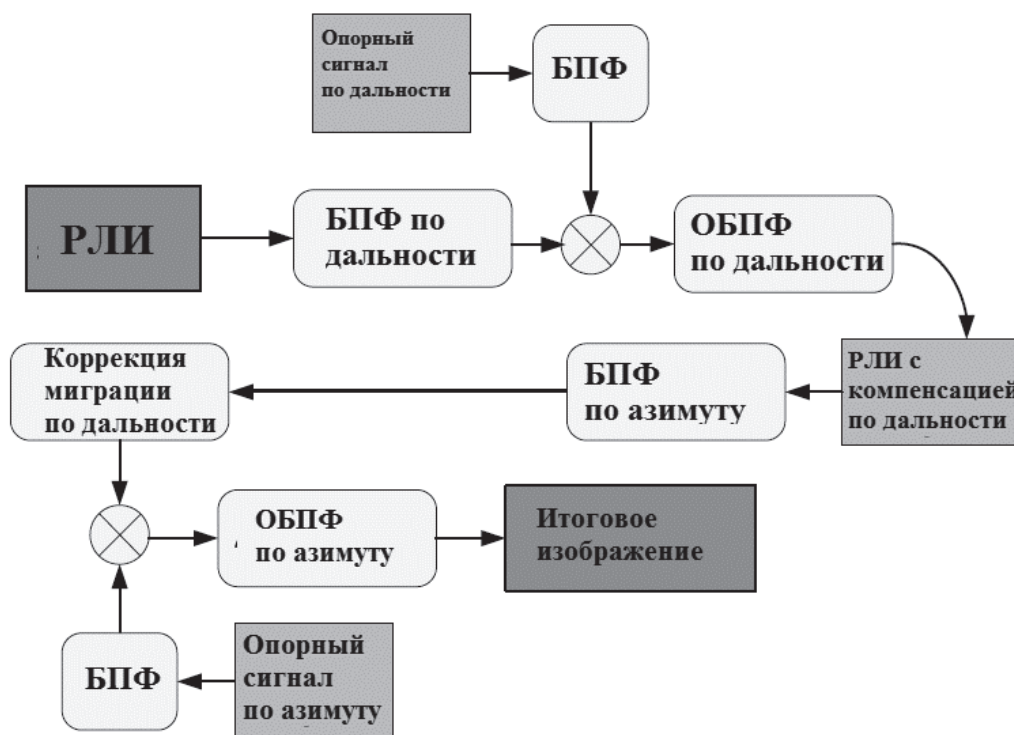 Опорный
сигнал
по дальности
БПФ
РЛИ
БПФ по
дальности
ОБПФ
по дальности
РЛИ с
компенсацией
по дальности
БПФ
по азимуту
Коррекция
миграции
по дальности
ОБПФ
по азимуту
Итоговое
изображение
БПФ
Опорный
сигнал
по азимуту